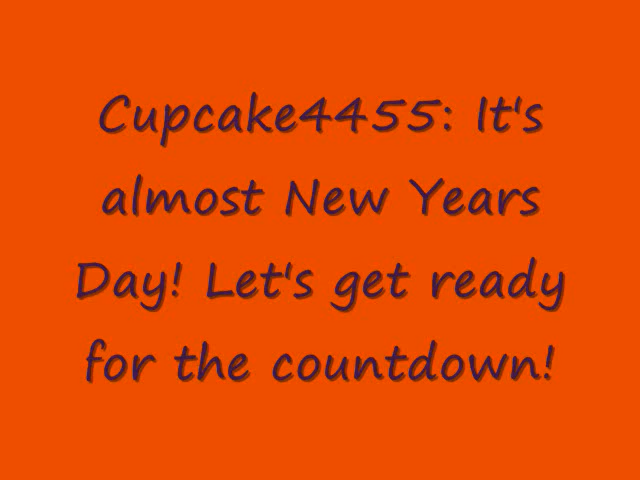 Cupcake4455: It's
almost New Years
Day! Let's get ready
for the countdown!